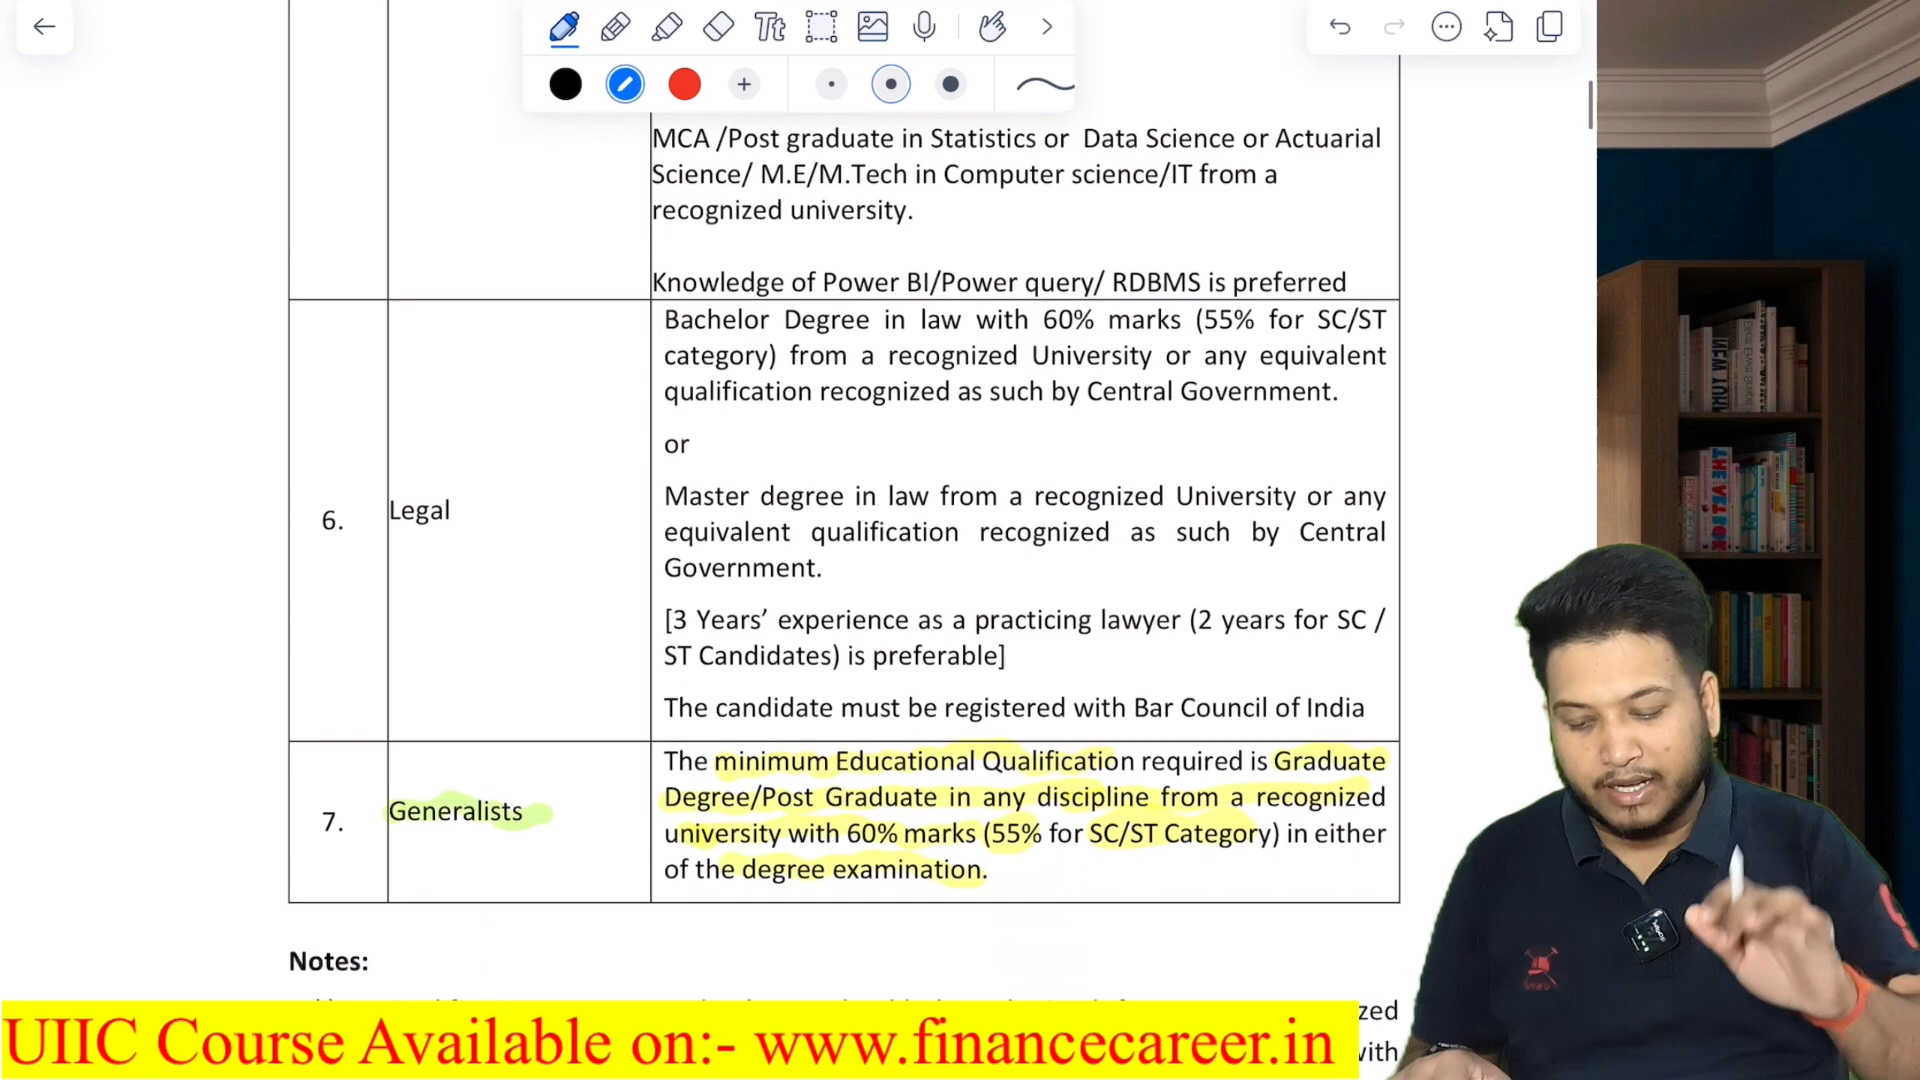 Tt
MCA /Post graduate in Statistics or Data Science or Actuarial
Science/ M.E/M.Tech in Computer science/IT from a
recognized university.
Knowledge of Power BI/Power query/ RDBMS is preferred
6.
Legal
Bachelor Degree in law with 60% marks (55% for SC/ST
category) from a recognized University or any equivalent
qualification recognized as such by Central Government.
or
Master degree in law from a recognized University or any
equivalent qualification recognized as such by Central
Government.
[3 Years’ experience as a practicing lawyer (2 years for SC /
ST Candidates) is preferable]
The candidate must be registered with Bar Council of India
7.
Generalists
The minimum Educational Qualification required is Graduate
Degree/Post Graduate in any discipline from a recognized
university with 60% marks (55% for SC/ST Category) in either
of the degree examination.
Notes:
UIIC Course Available on:- www.financecareer.in